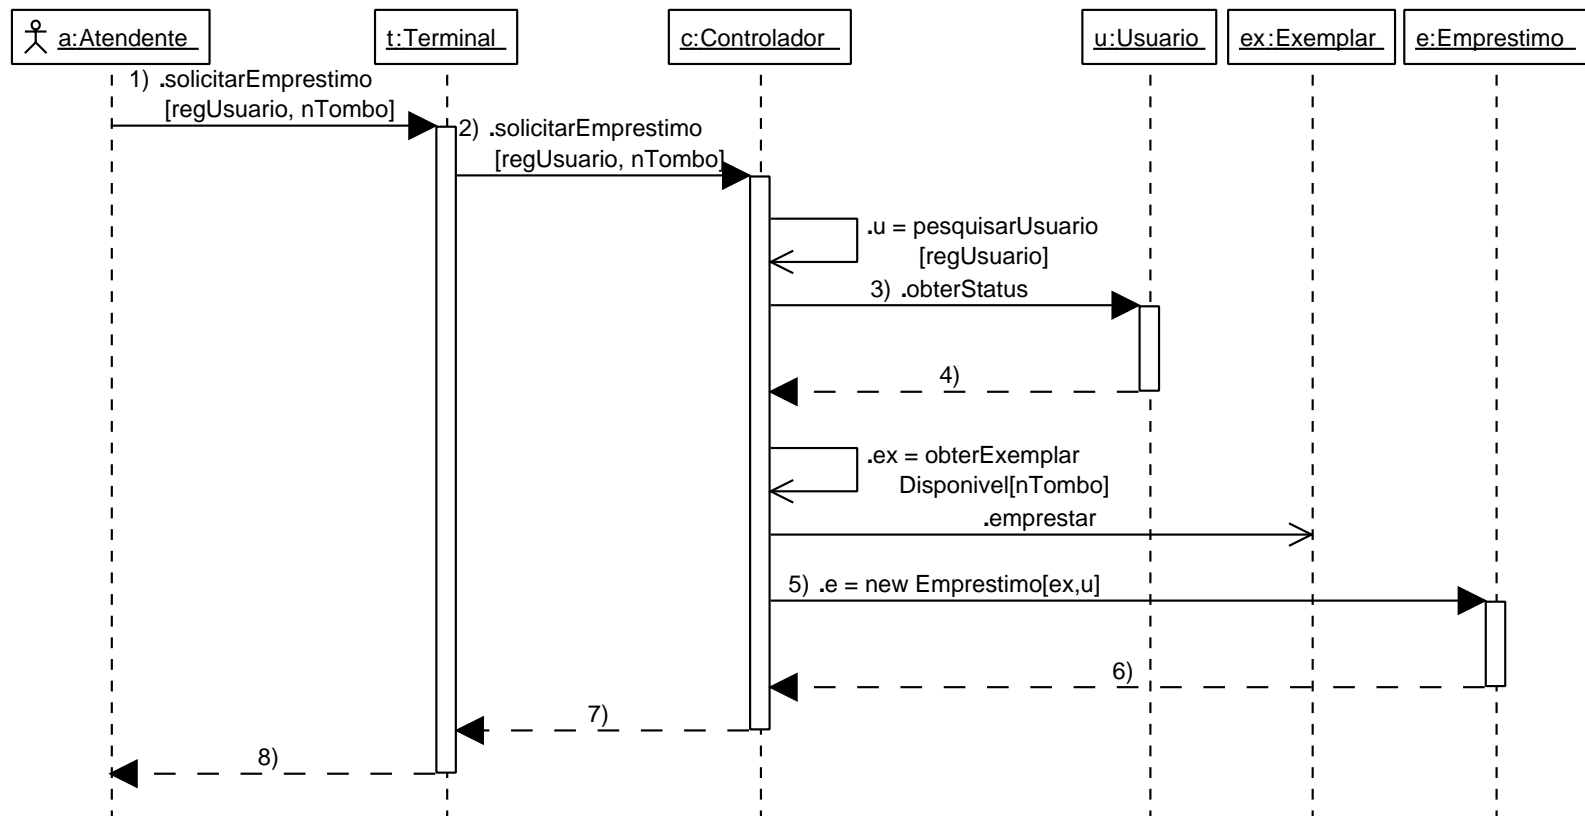 a:Atendente
t:Terminal
c:Controlador
u:Usuario
ex:Exemplar
e:Emprestimo
1) .solicitarEmprestimo
[regUsuario, nTombo]
2) .solicitarEmprestimo
[regUsuario, nTombo]
.u = pesquisarUsuario
[regUsuario]
3) .obterStatus
4)
.ex = obterExemplar
Disponivel[nTombo]
.emprestar
5) .e = new Emprestimo[ex,u]
6)
7)
8)